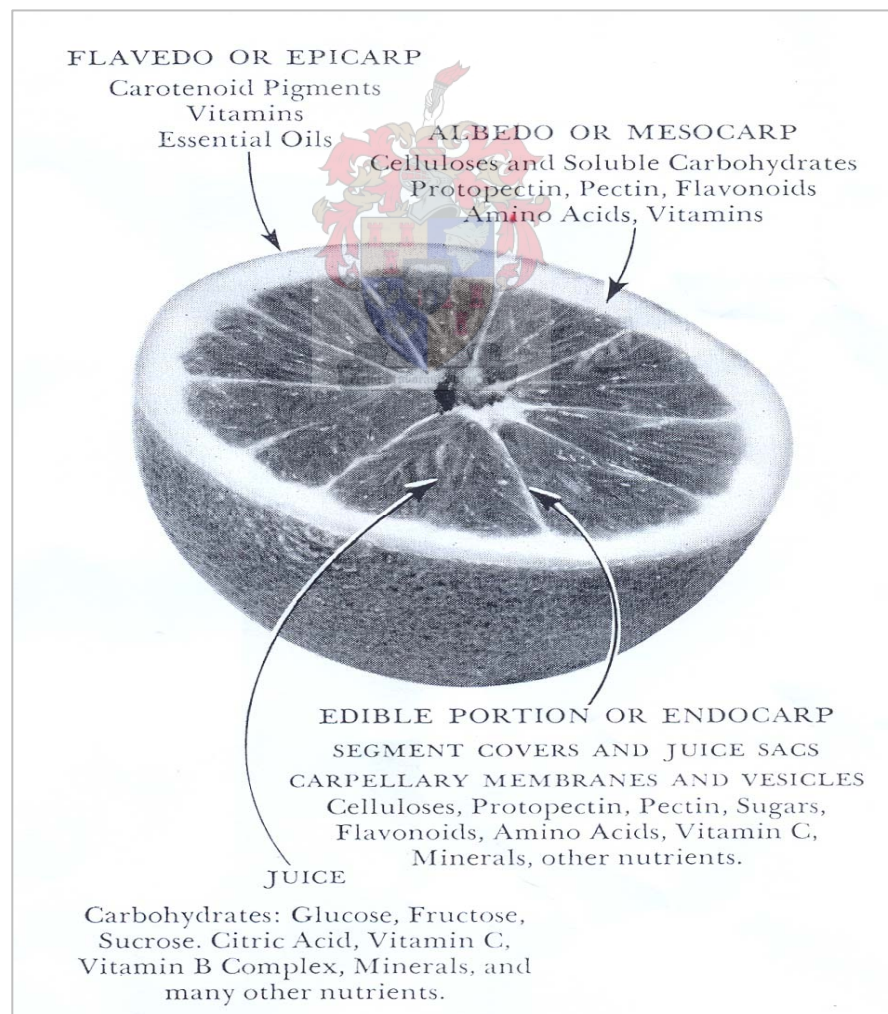 FLAVEDO OR EPICARP
Carotenoid Pigments
Vitamins
Essential Oils
ALBEDO OR MESOCARP
Celluloses and Soluble Carbohydrates
Protopectin, Pectin, Flavonoids
Amino Acids, Vitamins
EDIBLE PORTION OR ENDOCARP
SEGMENT COVERS AND JUICE SACS
CARPELLARY MEMBRANES AND VESICLES
Celluloses, Protopectin, Pectin, Sugars,
Flavonoids, Amino Acids, Vitamin C,
Minerals, other nutrients.
JUICE
Carbohydrates: Glucose, Fructose,
Sucrose. Citric Acid, Vitamin C,
Vitamin B Complex, Minerals, and
many other nutrients.